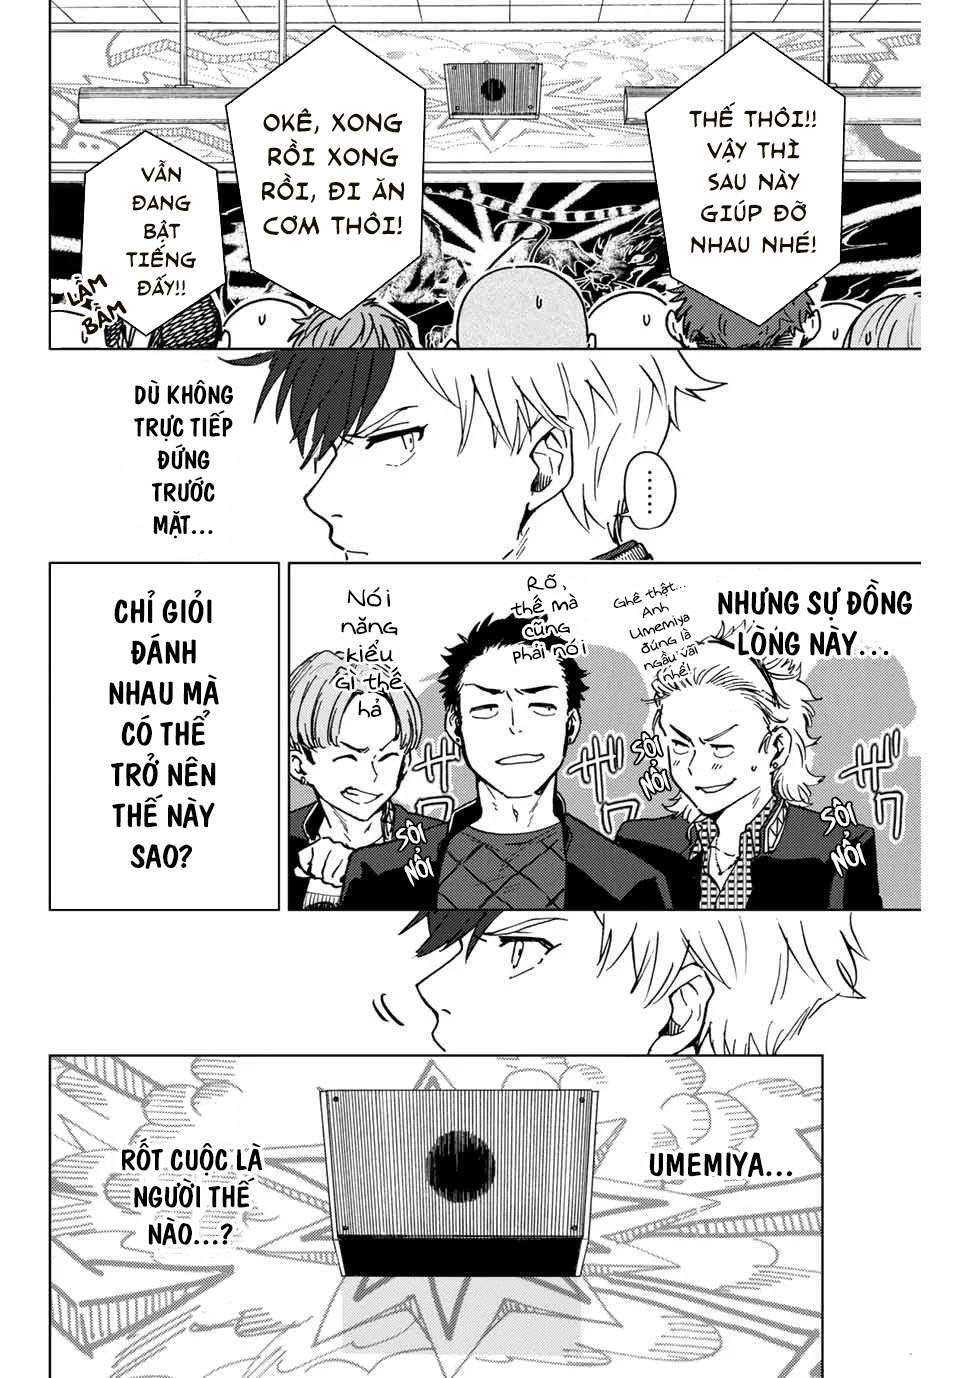 THẾ THÔI!!
VẬY THÌ
SAU NÀY
GIÚP ĐỠ
NHAU NHÉ!
OKÊ, XONG
RỒI XONG
RỒI, ĐI ĂN
CƠM THÔI!
VẪN
ĐANG
BẬT
TIẾNG
ĐẤY!!
LẦM
BẦM
DÙ KHÔNG
TRỰC TIẾP
ĐỨNG
TRƯỚC
MẶT...
......
NHƯNG SỰ ĐỒNG
LÒNG NÀY...
Ghê thật...
Anh
Umemiya
đúng là
ngầu vãi
nhể!
Rõ,
thế mà
cũng
phải nói
Nói
năng
kiểu
gì thế
hả
SÔI
NỔI
SÔI
NỔI
SÔI
NỔI
CHỈ GIỎI
ĐÁNH
NHAU MÀ
CÓ THỂ
TRỞ NÊN
THẾ NÀY
SAO?
UMEMIYA...
RỐT CUỘC LÀ
NGƯỜI THẾ
NÀO...?